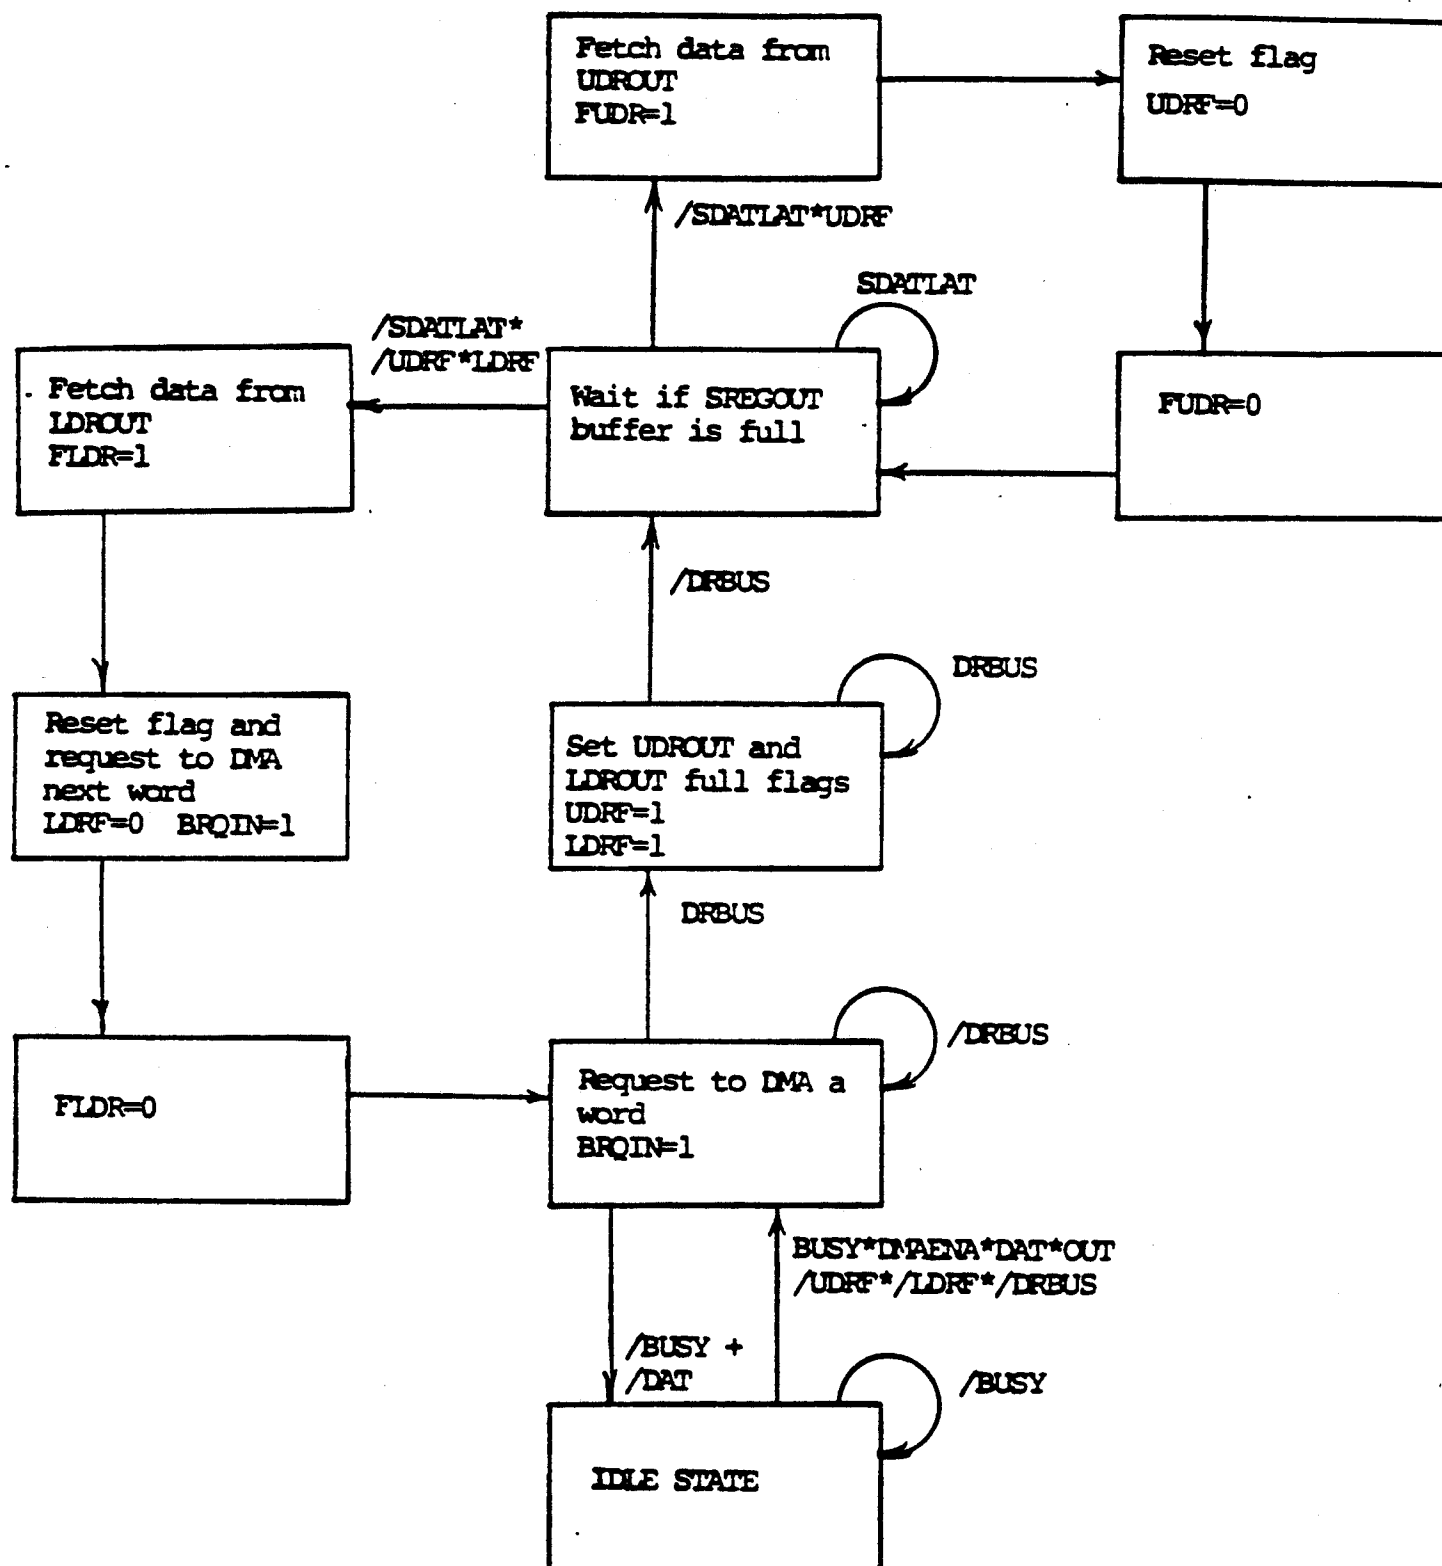 Fetch data from
UDROUT
FUDR=1
Reset flag
UDRF=0
/SDATLAT*UDRF
SDATLAT
/SDATLAT*
/UDRF*LDRF
Fetch data from
LDROUT
FLDR=1
Wait if SREGOUT
buffer is full
FUDR=0
/DRBUS
DRBUS
Reset flag and
request to DMA
next word
LDRF=0 BRQIN=1
Set UDROUT and
LDROUT full flags
UDRF=1
LDRF=1
DRBUS
/DRBUS
FLDR=0
Request to DMA a
word
BRQIN=1
BUSY*DMAENA*DAT*OUT
/UDRF*/LDRF*/DRBUS
/BUSY +
/DAT
/BUSY
IDLE STATE